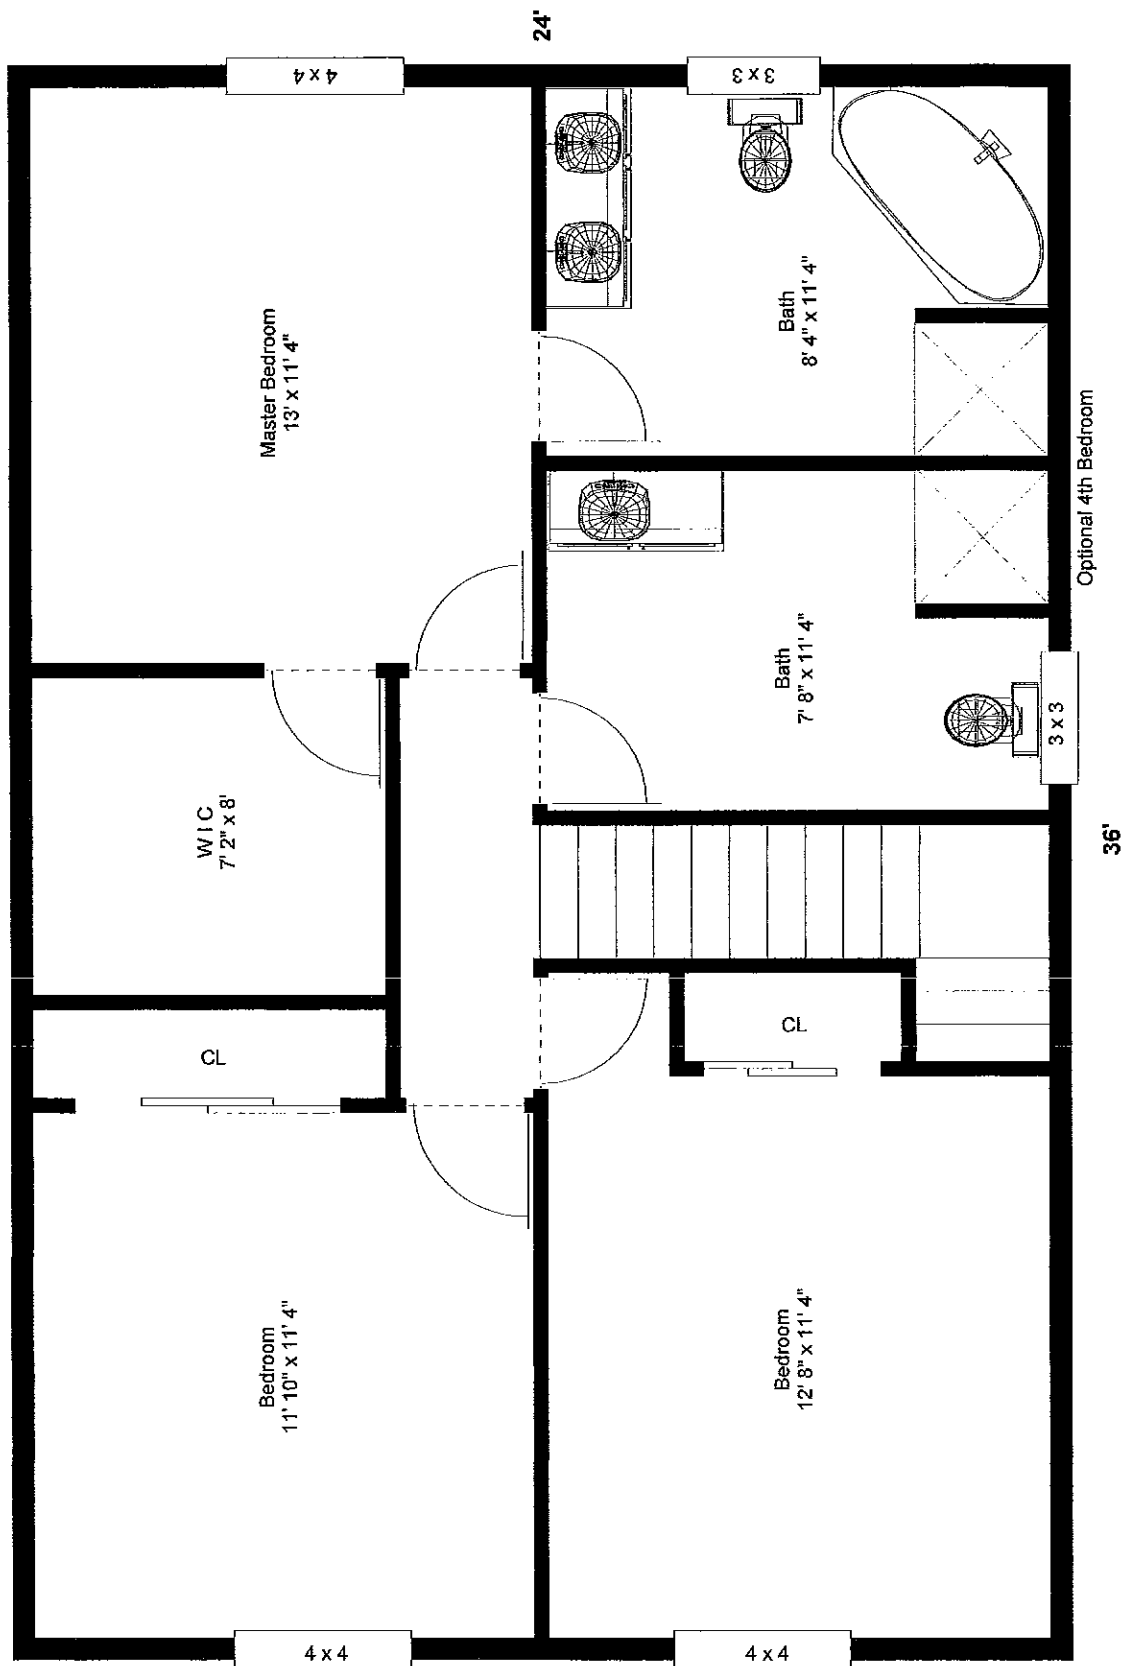 24'
4 x 4
3 x 3
Master Bedroom
13' x 11' 4"
Bath
8' 4" x 11' 4"
Optional 4th Bedroom
W I C
7' 2" x 8'
Bath
7' 8" x 11' 4"
3 x 3
36'
CL
CL
Bedroom
11' 10" x 11' 4"
Bedroom
12' 8" x 11' 4"
4 x 4
4 x 4